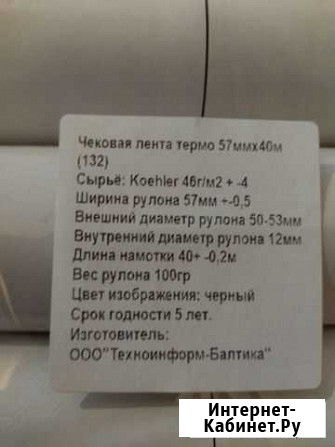 Чековая лента термо 57ммх40м
(132)
Сырьё: Koehler 46г/м2 + -4
Ширина рулона 57мм +-0,5
Внешний диаметр рулона 50-53мм
Внутренний диаметр рулона 12мм
Длина намотки 40+ -0,2м
Вес рулона 100гр
Цвет изображения: черный
Срок годности 5 лет.
Изготовитель:
ООО"Техноинформ-Балтика"
Интернет-
Кабинет.Ру